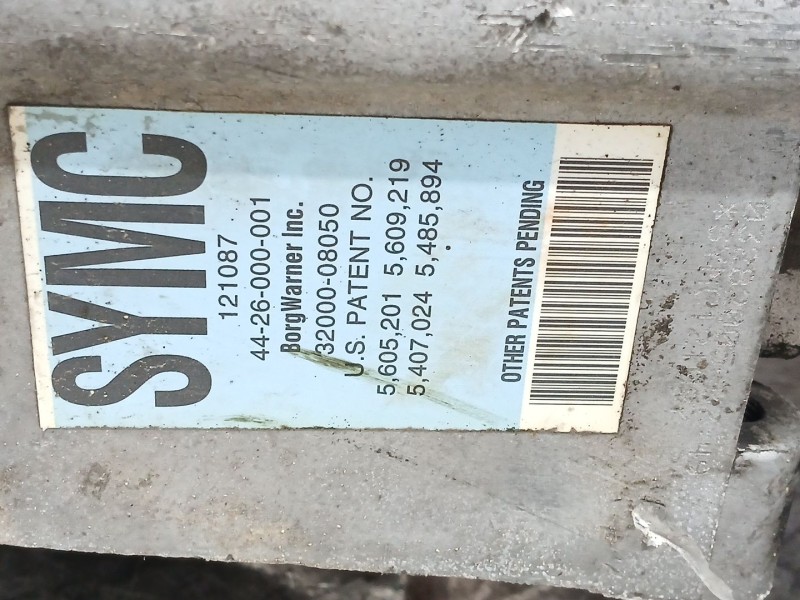 SYMC
121087
44-26-000-001
BorgWarner Inc.
32000-08050
U.S. PATENT NO.
5,605,201 5,609,219
5,407,024 5,485,894
OTHER PATENTS PENDING